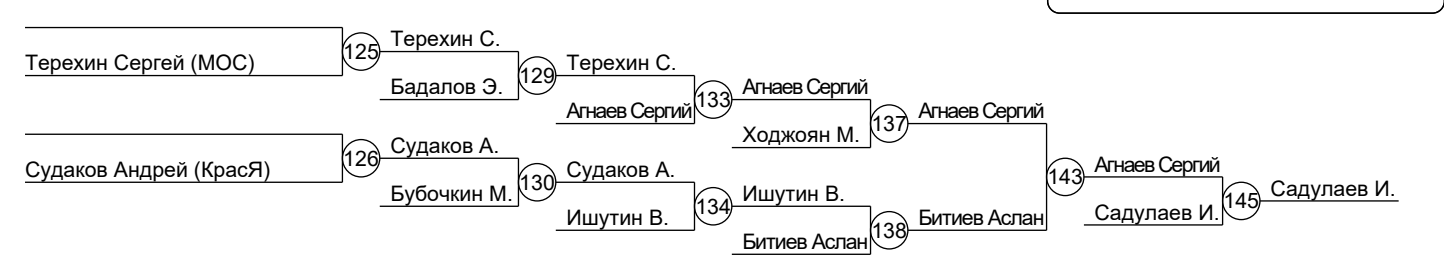 Терехин Сергей (МОС)
125
Терехин С.
Бадалов Э.
129
Терехин С.
Агнаев Сергий
133
Агнаев Сергий
Ходжоян М.
137
Агнаев Сергий
Судаков Андрей (КрасЯ)
126
Судаков А.
Бубочкин М.
130
Судаков А.
Ишутин В.
134
Ишутин В.
Битиев Аслан
138
Битиев Аслан
143
Агнаев Сергий
Садулаев И.
145
Садулаев И.